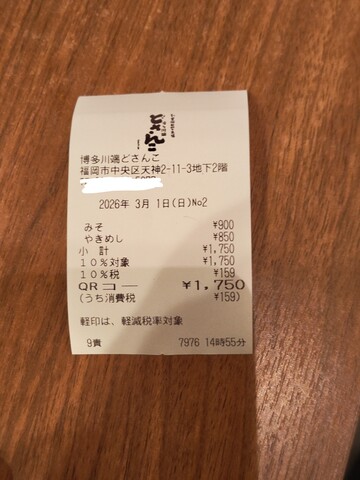 どさんこ
博多川端どさんこ
福岡市中央区天神2-11-3地下2階
2026年 3月 1日(日)No2
みそ ¥900
やきめし ¥850
小 計 ¥1,750
10%対象 ¥1,750
10%税 ¥159
QRコー ¥1,750
(うち消費税 ¥159)
軽印は、軽減税率対象
9責 7976 14時55分